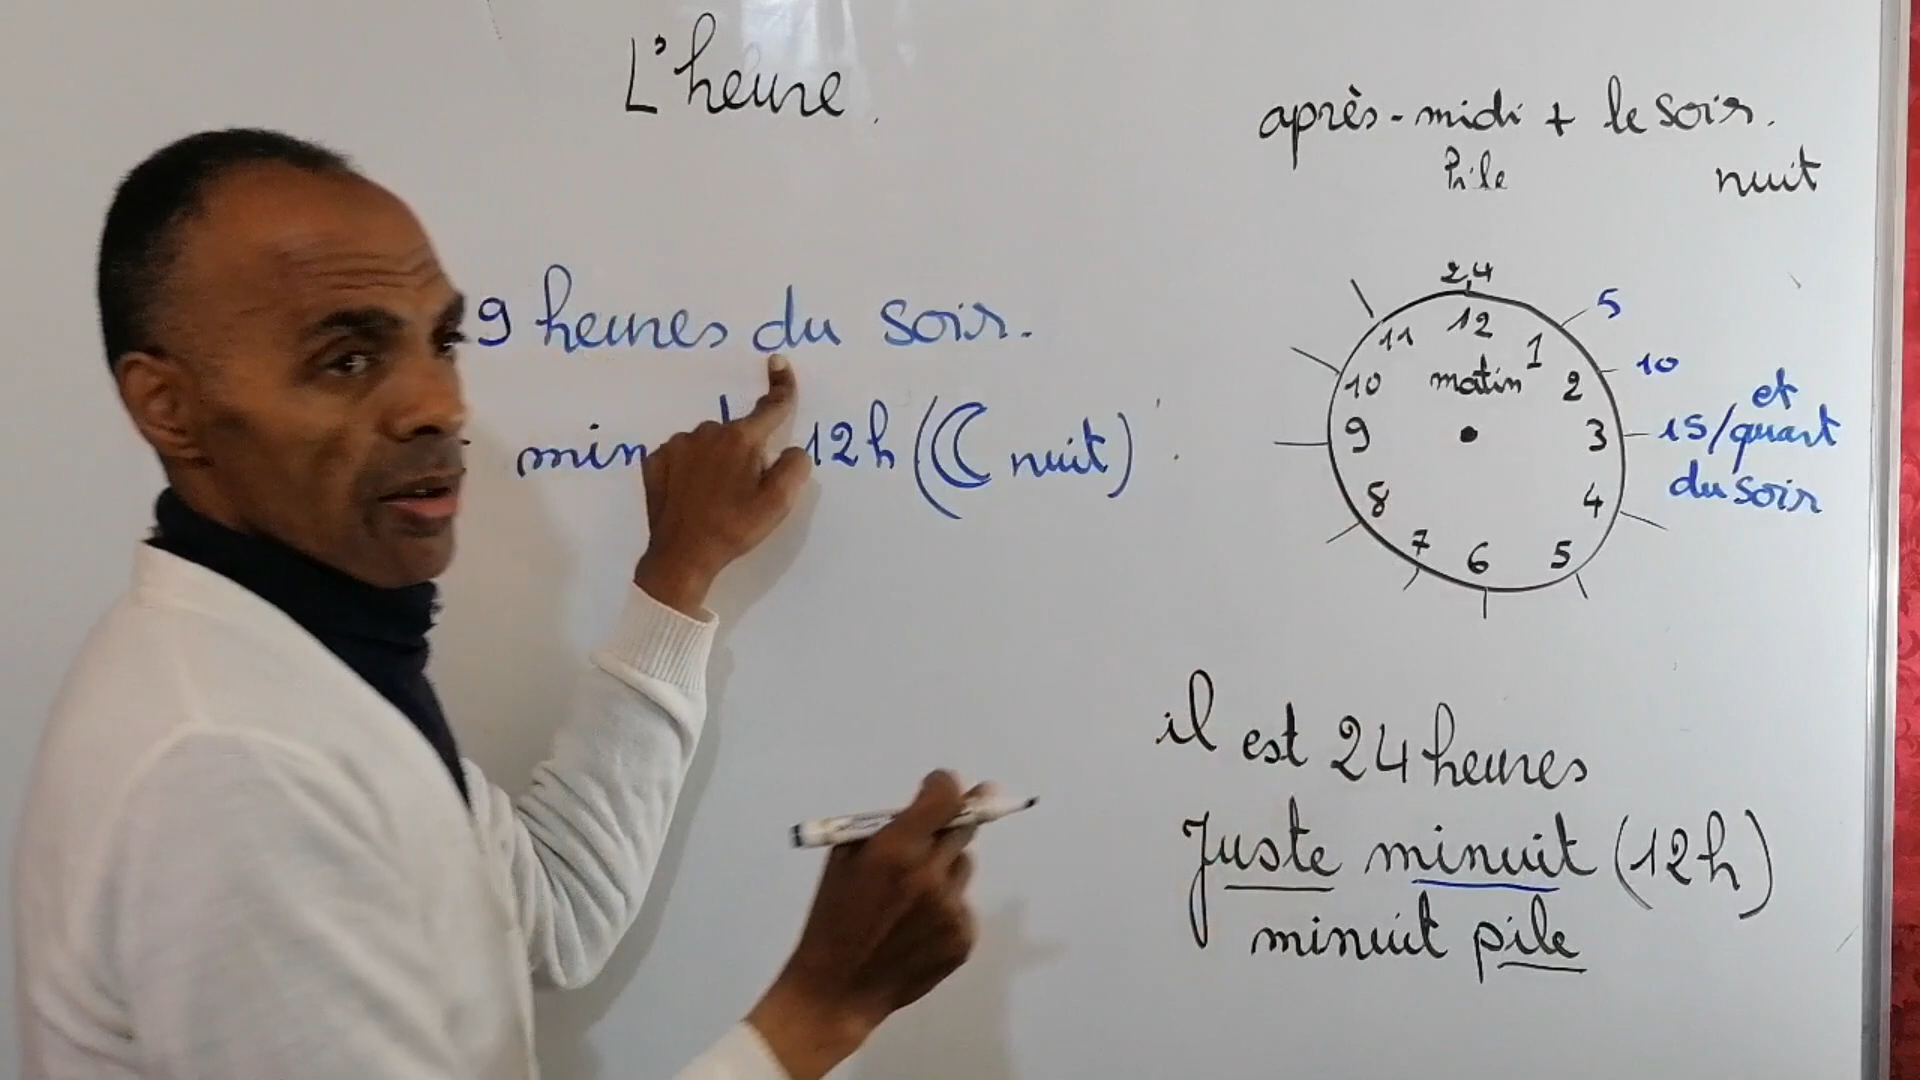 L'heure.
après-midi + le soir.
Pile
nuit
9 heures du soir.
12h (☾ nuit)
24
12
11
1
10
matin
2
9
3
8
4
7
6
5
5
10
et
15/quart
du soir
il est 24 heures
Juste minuit (12h)
minuit pile